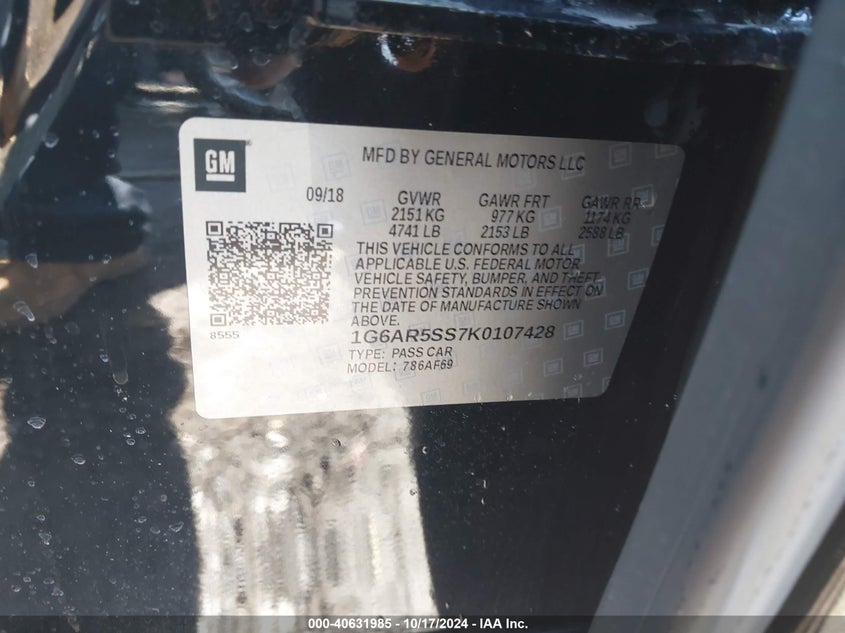 GM
MFD BY GENERAL MOTORS LLC
09/18 GVWR GAWR FRT GAWR RR
2151 KG 977 KG 1174 KG
4741 LB 2153 LB 2588 LB
THIS VEHICLE CONFORMS TO ALL
APPLICABLE U.S. FEDERAL MOTOR
VEHICLE SAFETY, BUMPER, AND THEFT
PREVENTION STANDARDS IN EFFECT ON
THE DATE OF MANUFACTURE SHOWN
ABOVE.
8555
1G6AR5SS7K0107428
TYPE: PASS CAR
MODEL: 786AF69
000-40631985 - 10/17/2024 - IAA Inc.